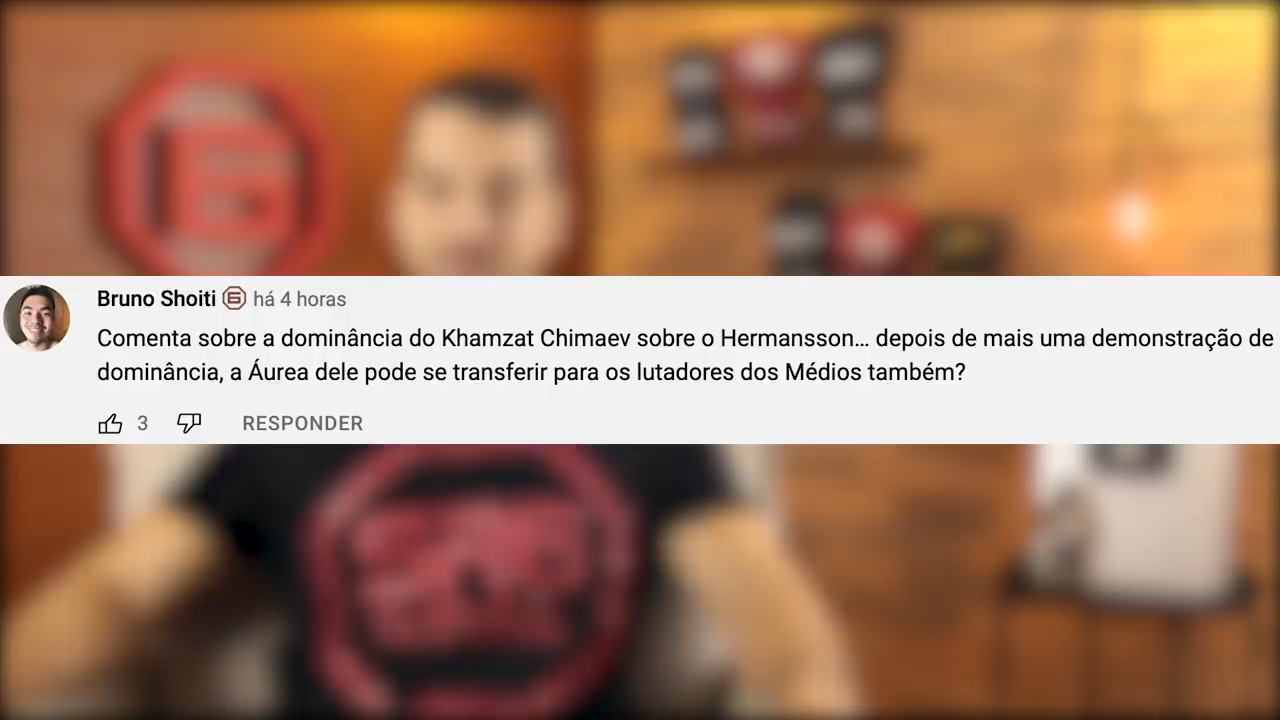 Bruno Shoiti há 4 horas
Comenta sobre a dominância do Khamzat Chimaev sobre o Hermansson... depois de mais uma demonstração de
dominância, a Áurea dele pode se transferir para os lutadores dos Médios também?
3 RESPONDER